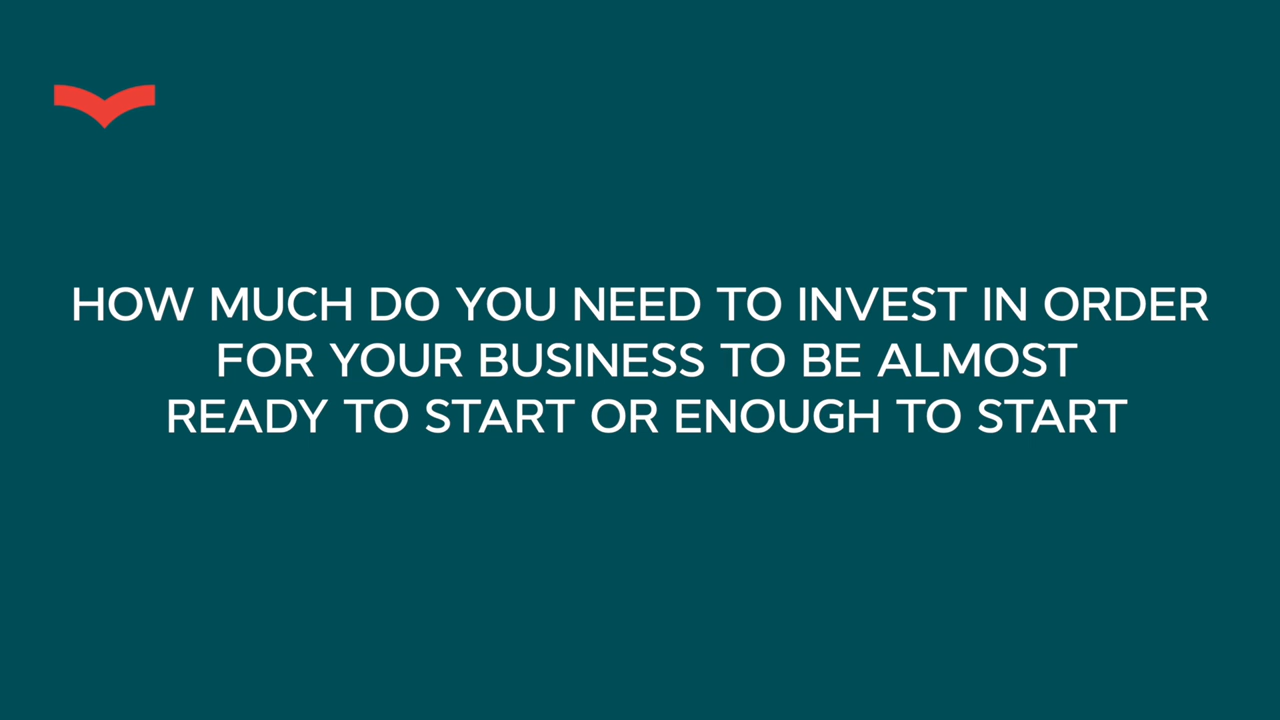 HOW MUCH DO YOU NEED TO INVEST IN ORDER
FOR YOUR BUSINESS TO BE ALMOST
READY TO START OR ENOUGH TO START